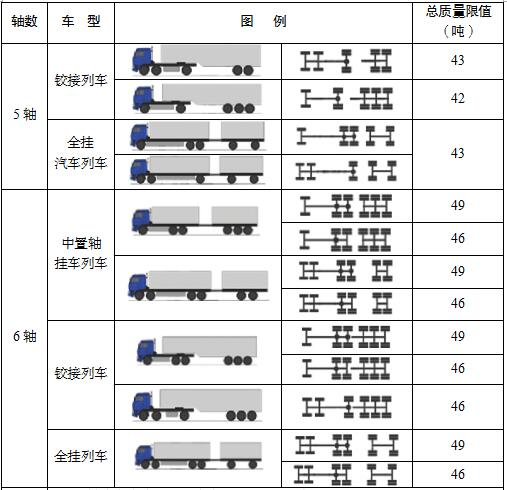 轴数 车 型 图 例 总质量限值
（吨）
5 轴
铰接列车
43
42
全挂
汽车列车
43
6 轴
中置轴
挂车列车
49
46
49
46
铰接列车
49
46
46
全挂列车
49
46